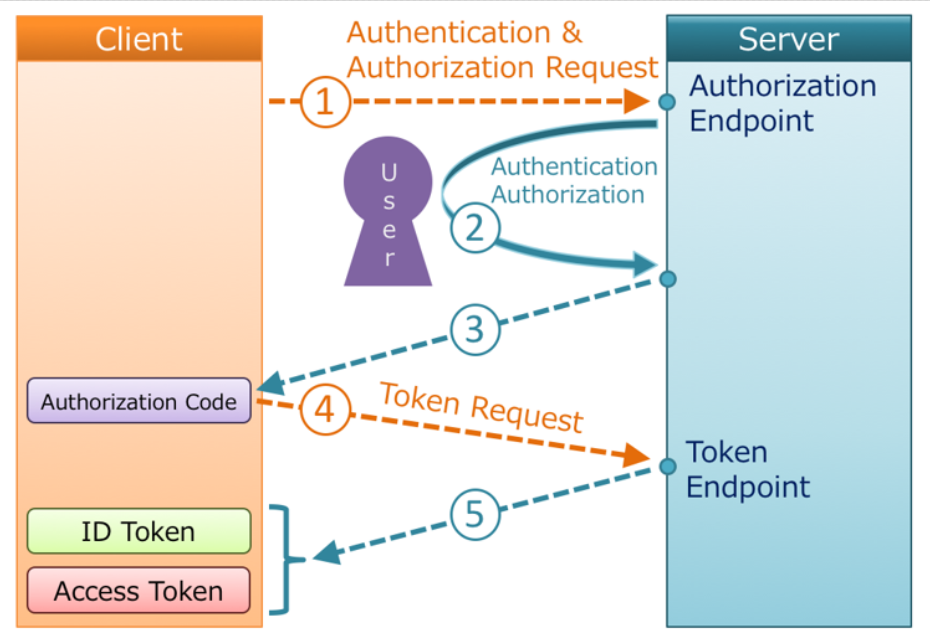 Client
Authentication &
Authorization Request
Server
1
Authorization
Endpoint
User
Authentication
Authorization
2
3
Authorization Code
4
Token Request
Token
Endpoint
5
ID Token
Access Token